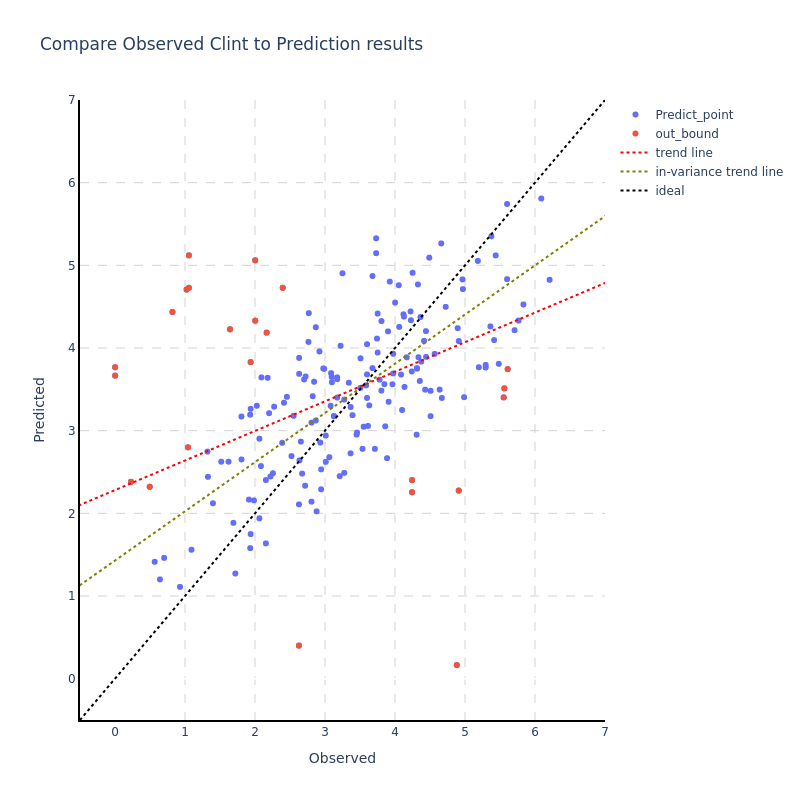 Compare Observed Clint to Prediction results
Predict_point
out_bound
trend line
in-variance trend line
ideal
7
6
5
4
3
2
1
0
Predicted
0
1
2
3
4
5
6
7
Observed